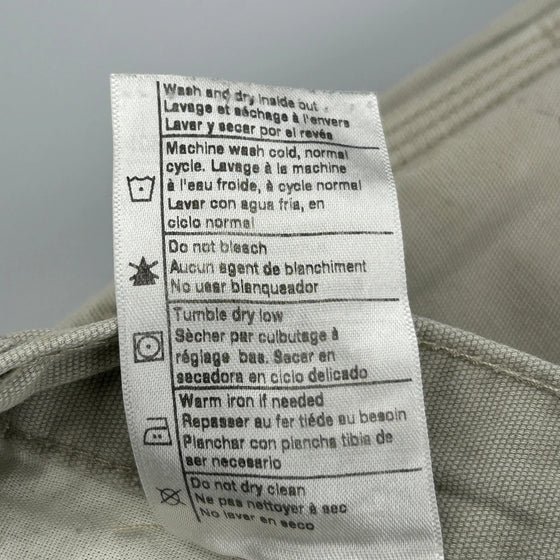 Wash and dry inside out
Lavage et séchage à l'envers
Lavar y secar por el revés
Machine wash cold, normal
cycle. Lavage à la machine
à l'eau froide, à cycle normal
Lavar con agua fria, en
ciclo normal
Do not bleach
Aucun agent de blanchiment
No usar blanqueador
Tumble dry low
Sècher par culbutage à
réglage bas. Secar en
secadora en ciclo delicado
Warm iron if needed
Repasser au fer tiéde au besoin
Planchar con plancha tibia de
ser necesario
Do not dry clean
Ne pas nettoyer à sec
No lavar en seco